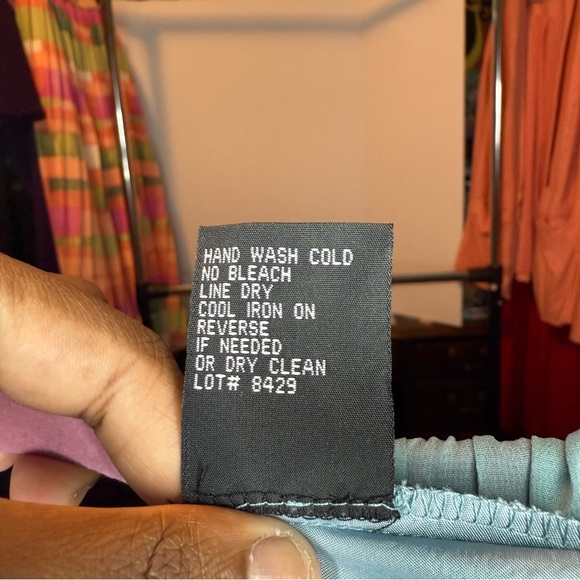 HAND WASH COLD
NO BLEACH
LINE DRY
COOL IRON ON
REVERSE
IF NEEDED
OR DRY CLEAN
LOT# 8429